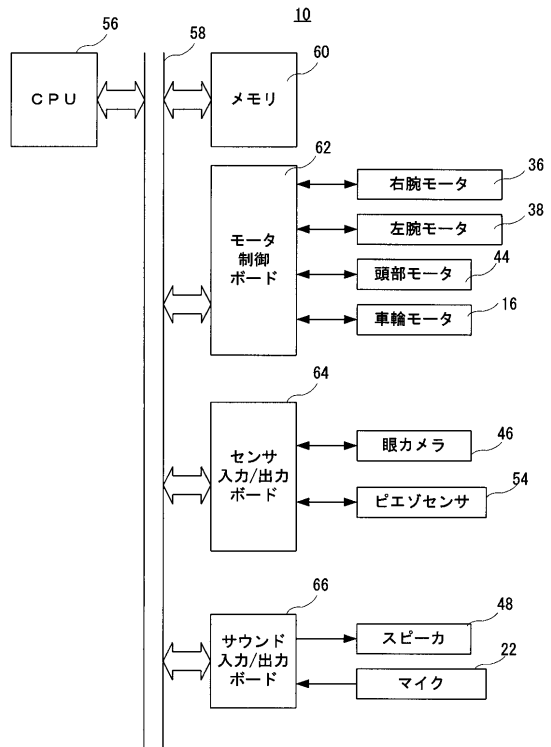 10
56
58
60
CPU
メモリ
62
モータ
制御
ボード
36
右腕モータ
38
左腕モータ
頭部モータ
44
16
車輪モータ
64
センサ
入力/出力
ボード
眼カメラ
46
54
ピエゾセンサ
66
サウンド
入力/出力
ボード
48
スピーカ
22
マイク